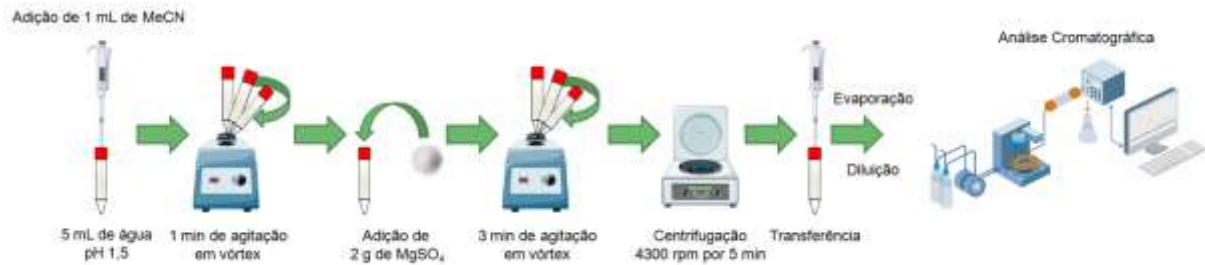 Adição de 1 mL de MeCN
Análise Cromatográfica
Evaporação
Diluição
5 mL de água
pH 1,5
1 min de agitação
em vórtex
Adição de
2 g de MgSO₄
3 min de agitação
em vórtex
Centrifugação
4300 rpm por 5 min
Transferência